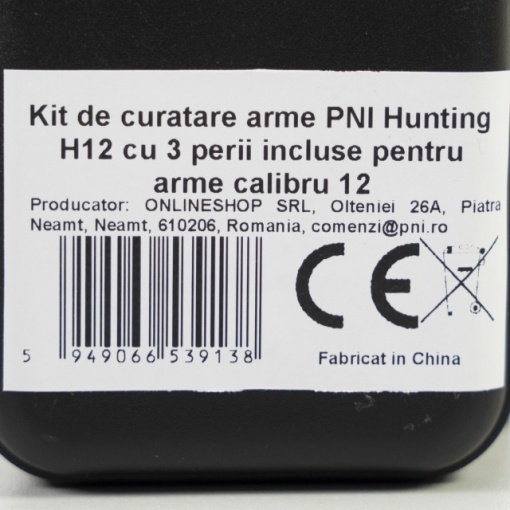 Kit de curatare arme PNI Hunting
H12 cu 3 perii incluse pentru
arme calibru 12
Producator: ONLINESHOP SRL, Olteniei 26A, Piatra
Neamt, Neamt, 610206, Romania, comenzi@pni.ro
CE
5 949066 539138
Fabricat in China